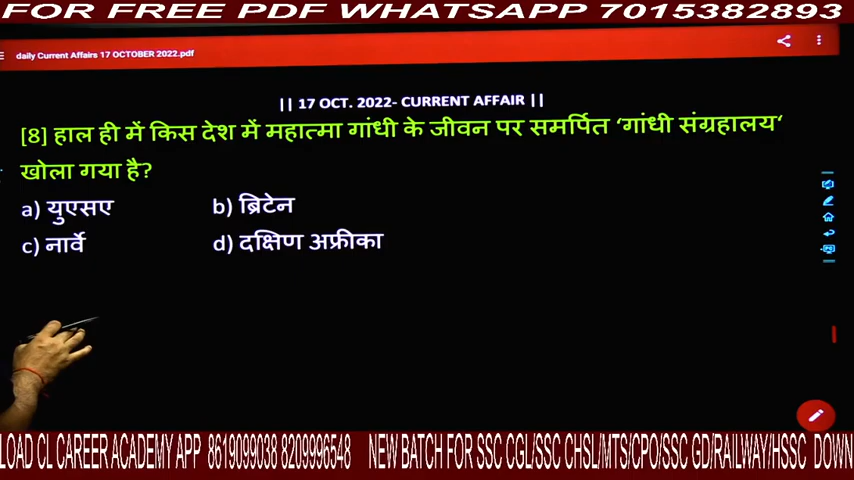 FOR FREE PDF WHATSAPP 7015382893
daily Current Affairs 17 OCTOBER 2022.pdf
|| 17 OCT. 2022- CURRENT AFFAIR ||
[8] हाल ही में किस देश में महात्मा गांधी के जीवन पर समर्पित ‘गांधी संग्रहालय‘
खोला गया है?
a) युएसए b) ब्रिटेन
c) नार्वे d) दक्षिण अफ्रीका
LOAD CL CAREER ACADEMY APP 8619099038 8209996548 NEW BATCH FOR SSC CGL/SSC CHSL/MTS/CPO/SSC GD/RAILWAY/HSSC DOWN